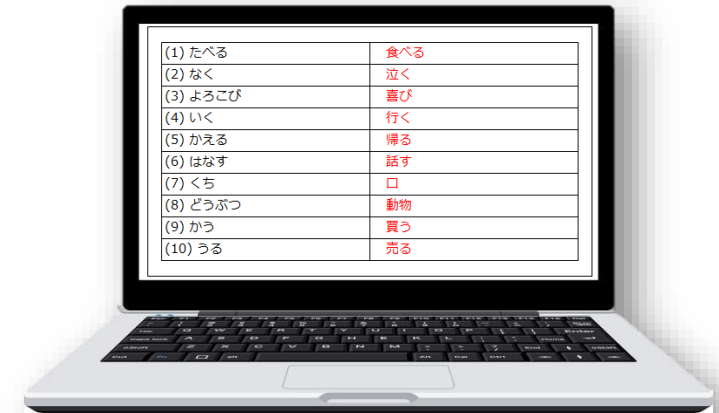 (1) たべる 食べる
(2) なく 泣く
(3) よろこび 喜び
(4) いく 行く
(5) かえる 帰る
(6) はなす 話す
(7) くち 口
(8) どうぶつ 動物
(9) かう 買う
(10) うる 売る